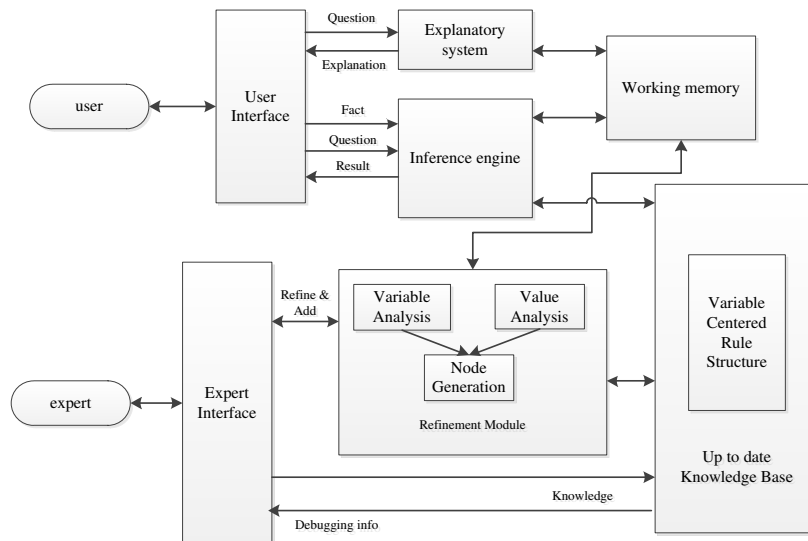 Question
Explanatory
system
Explanation
user
User
Interface
Working memory
Fact
Question
Result
Inference engine
Refine &
Add
Variable
Analysis
Value
Analysis
Node
Generation
Refinement Module
Variable
Centered
Rule
Structure
expert
Expert
Interface
Up to date
Knowledge Base
Knowledge
Debugging info